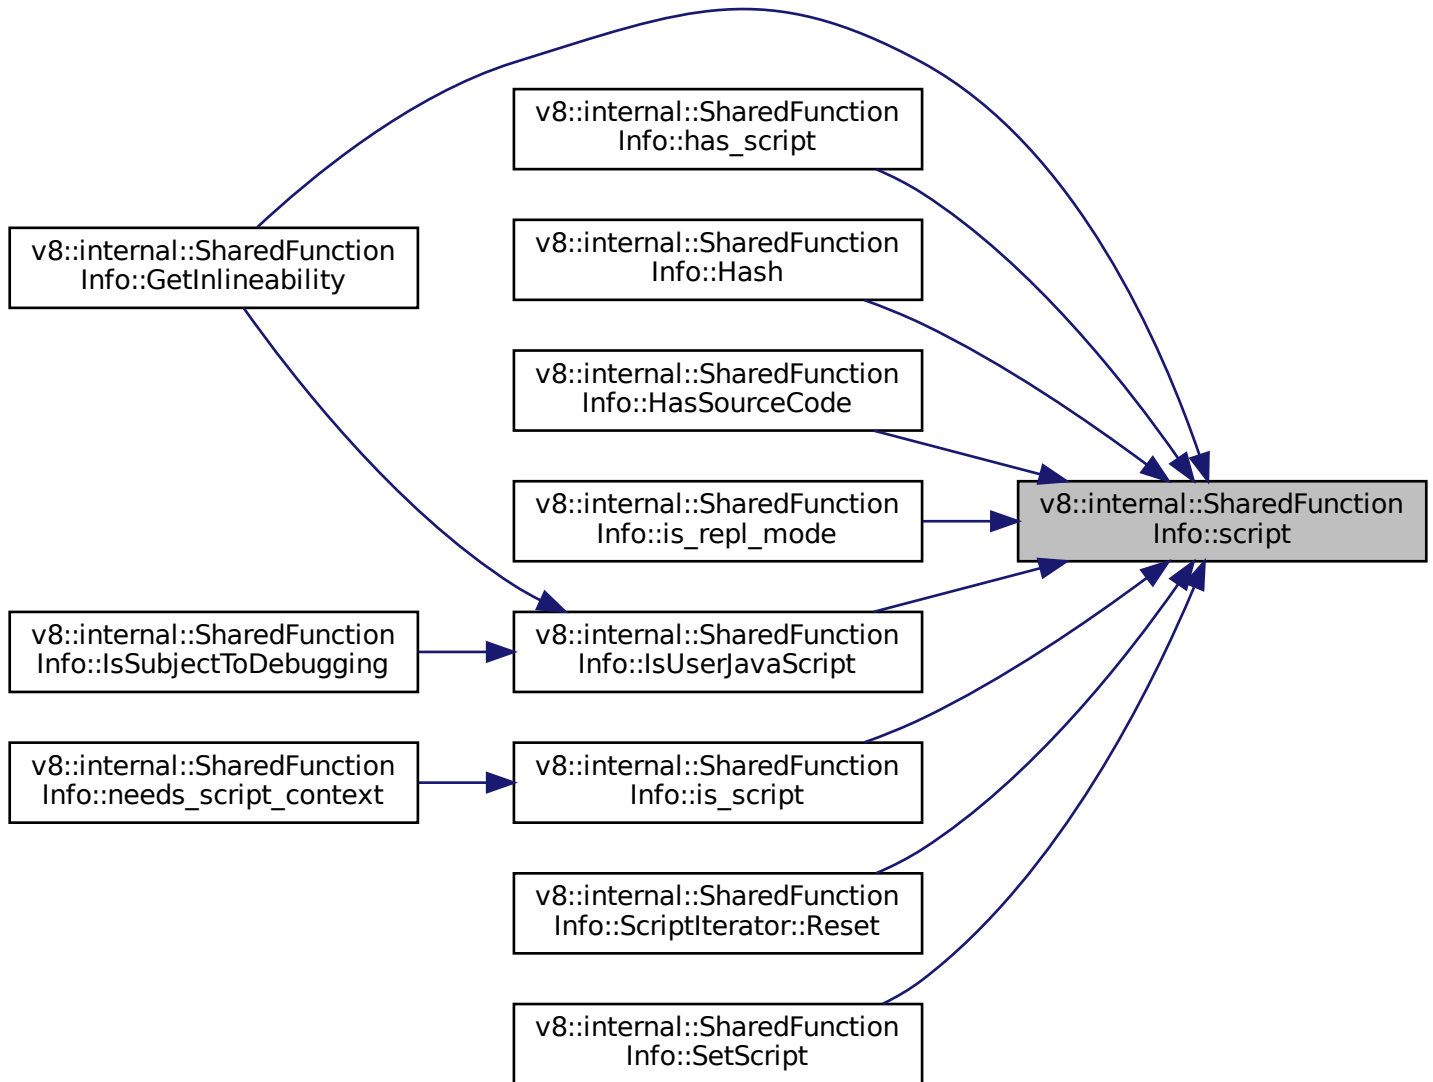 v8::internal::SharedFunction
Info::has_script
v8::internal::SharedFunction
Info::Hash
v8::internal::SharedFunction
Info::GetInlineability
v8::internal::SharedFunction
Info::HasSourceCode
v8::internal::SharedFunction
Info::is_repl_mode
v8::internal::SharedFunction
Info::script
v8::internal::SharedFunction
Info::IsSubjectToDebugging
v8::internal::SharedFunction
Info::IsUserJavaScript
v8::internal::SharedFunction
Info::needs_script_context
v8::internal::SharedFunction
Info::is_script
v8::internal::SharedFunction
Info::ScriptIterator::Reset
v8::internal::SharedFunction
Info::SetScript